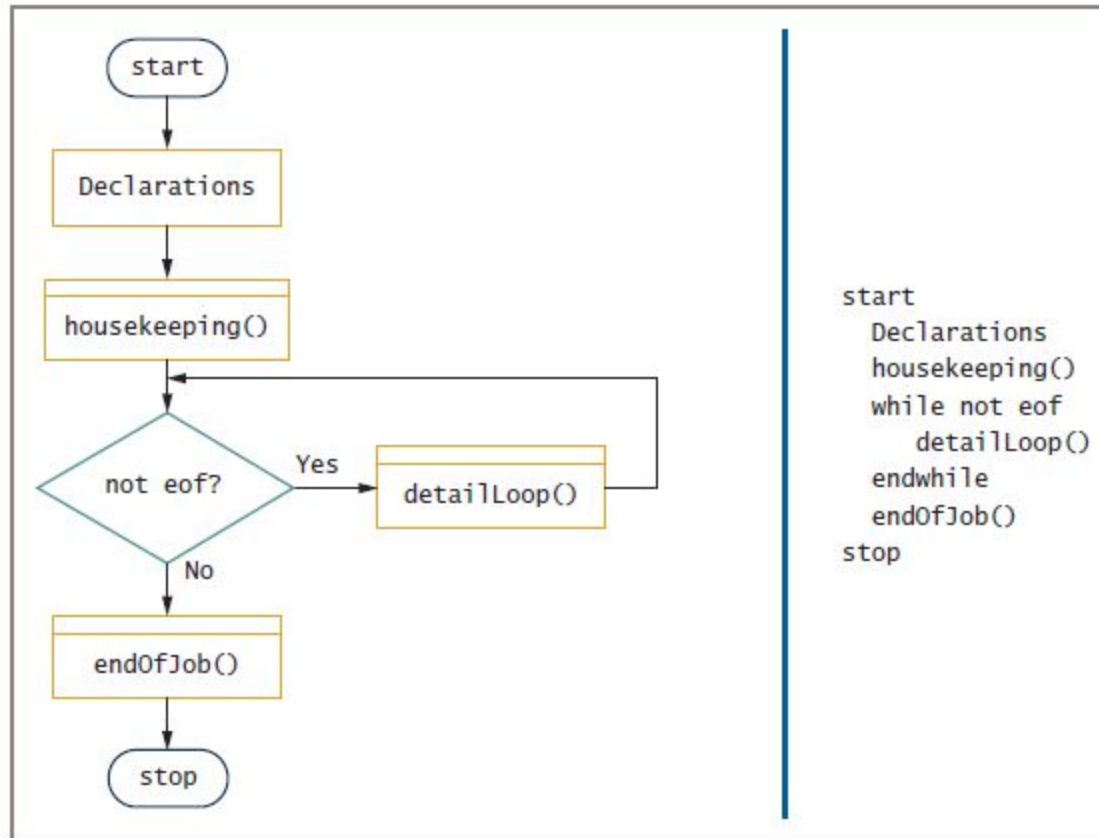 start
Declarations
housekeeping()
not eof?
Yes
detailLoop()
No
endOfJob()
stop
start
Declarations
housekeeping()
while not eof
detailLoop()
endwhile
endOfJob()
stop